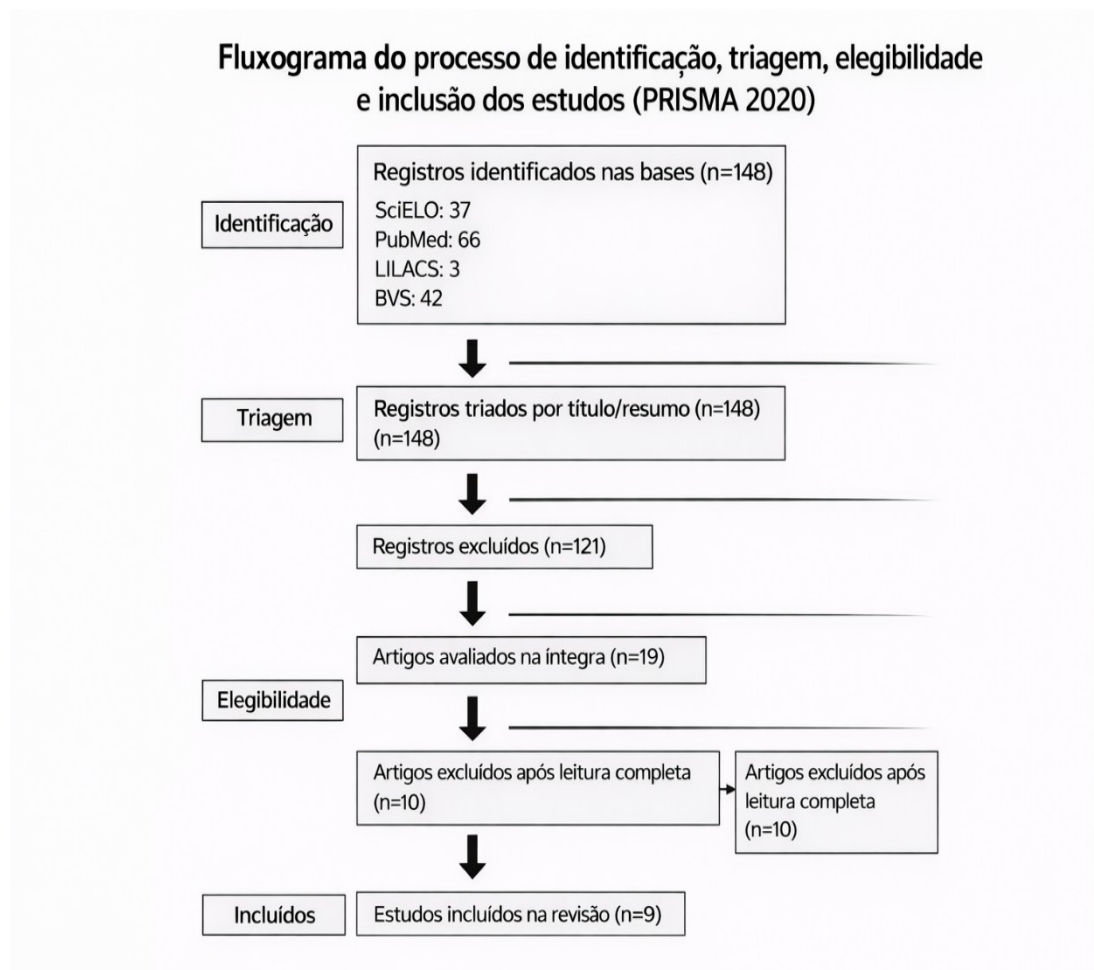 Fluxograma do processo de identificação, triagem, elegibilidade
e inclusão dos estudos (PRISMA 2020)
Identificação
Registros identificados nas bases (n=148)
SciELO: 37
PubMed: 66
LILACS: 3
BVS: 42
Triagem
Registros triados por título/resumo (n=148)
(n=148)
Registros excluídos (n=121)
Artigos avaliados na íntegra (n=19)
Elegibilidade
Artigos excluídos após leitura completa
(n=10)
Artigos excluídos após
leitura completa
(n=10)
Incluídos
Estudos incluídos na revisão (n=9)